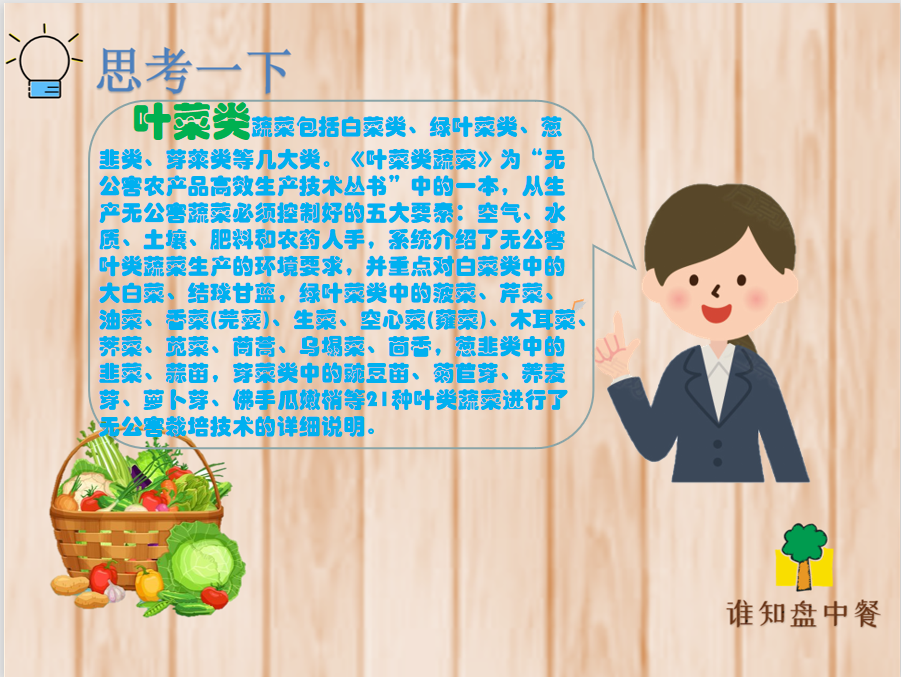 思考一下
叶菜类蔬菜包括白菜类、绿叶菜类、葱
韭类、芽菜类等几大类。《叶菜类蔬菜》为“无
公害农产品高效生产技术丛书”中的一本，从生
产无公害蔬菜必须控制好的五大要素：空气、水
质、土壤、肥料和农药入手，系统介绍了无公害
叶类蔬菜生产的环境要求，并重点对白菜类中的
大白菜、结球甘蓝，绿叶菜类中的菠菜、芹菜、
油菜、香菜(芫荽)、生菜、空心菜(蕹菜)、木耳菜、
荠菜、苋菜、茼蒿、乌塌菜、茴香，葱韭类中的
韭菜、蒜苗，芽菜类中的豌豆苗、菊苣芽、荞麦
芽、萝卜芽、佛手瓜嫩梢等21种叶类蔬菜进行了
无公害栽培技术的详细说明。
谁知盘中餐